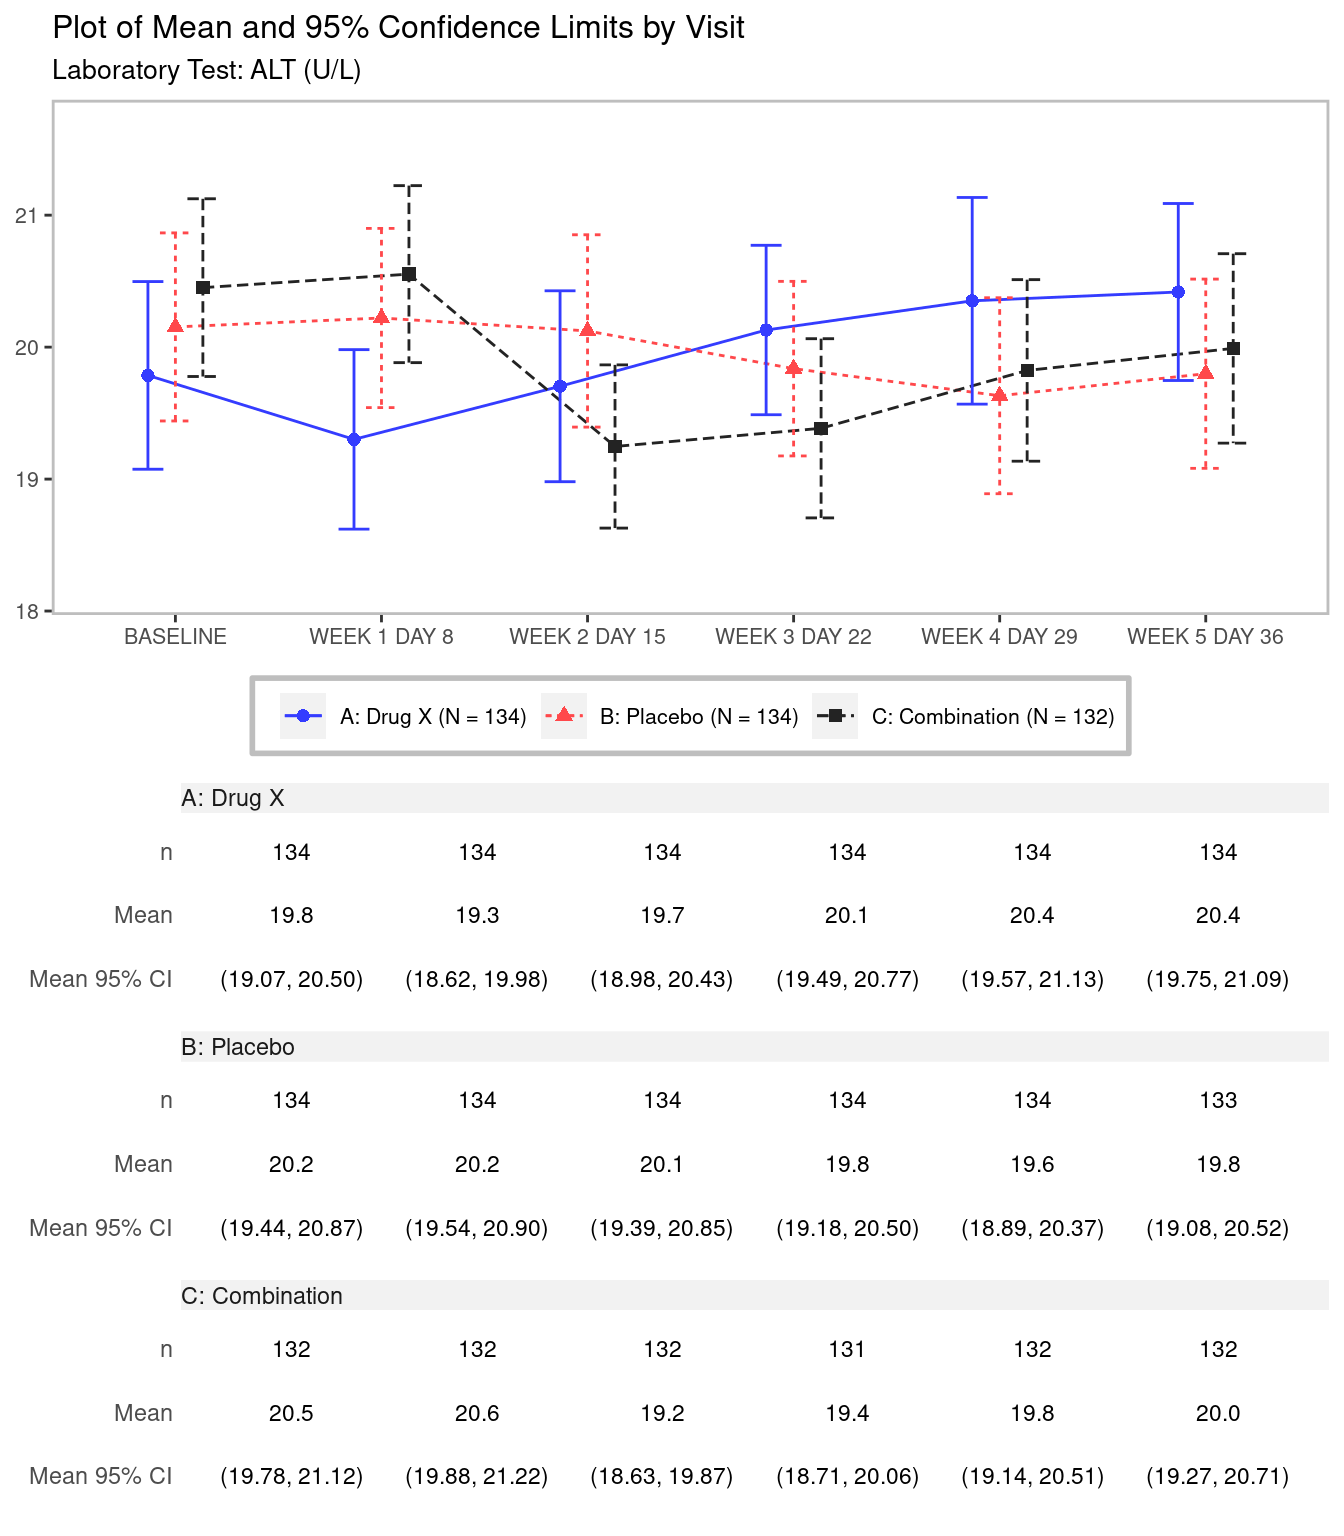 Plot of Mean and 95% Confidence Limits by Visit
Laboratory Test: ALT (U/L)
21
20
19
18
BASELINE WEEK 1 DAY 8 WEEK 2 DAY 15 WEEK 3 DAY 22 WEEK 4 DAY 29 WEEK 5 DAY 36
A: Drug X (N = 134) B: Placebo (N = 134) C: Combination (N = 132)
A: Drug X
n 134 134 134 134 134 134
Mean 19.8 19.3 19.7 20.1 20.4 20.4
Mean 95% CI (19.07, 20.50) (18.62, 19.98) (18.98, 20.43) (19.49, 20.77) (19.57, 21.13) (19.75, 21.09)
B: Placebo
n 134 134 134 134 134 133
Mean 20.2 20.2 20.1 19.8 19.6 19.8
Mean 95% CI (19.44, 20.87) (19.54, 20.90) (19.39, 20.85) (19.18, 20.50) (18.89, 20.37) (19.08, 20.52)
C: Combination
n 132 132 132 131 132 132
Mean 20.5 20.6 19.2 19.4 19.8 20.0
Mean 95% CI (19.78, 21.12) (19.88, 21.22) (18.63, 19.87) (18.71, 20.06) (19.14, 20.51) (19.27, 20.71)